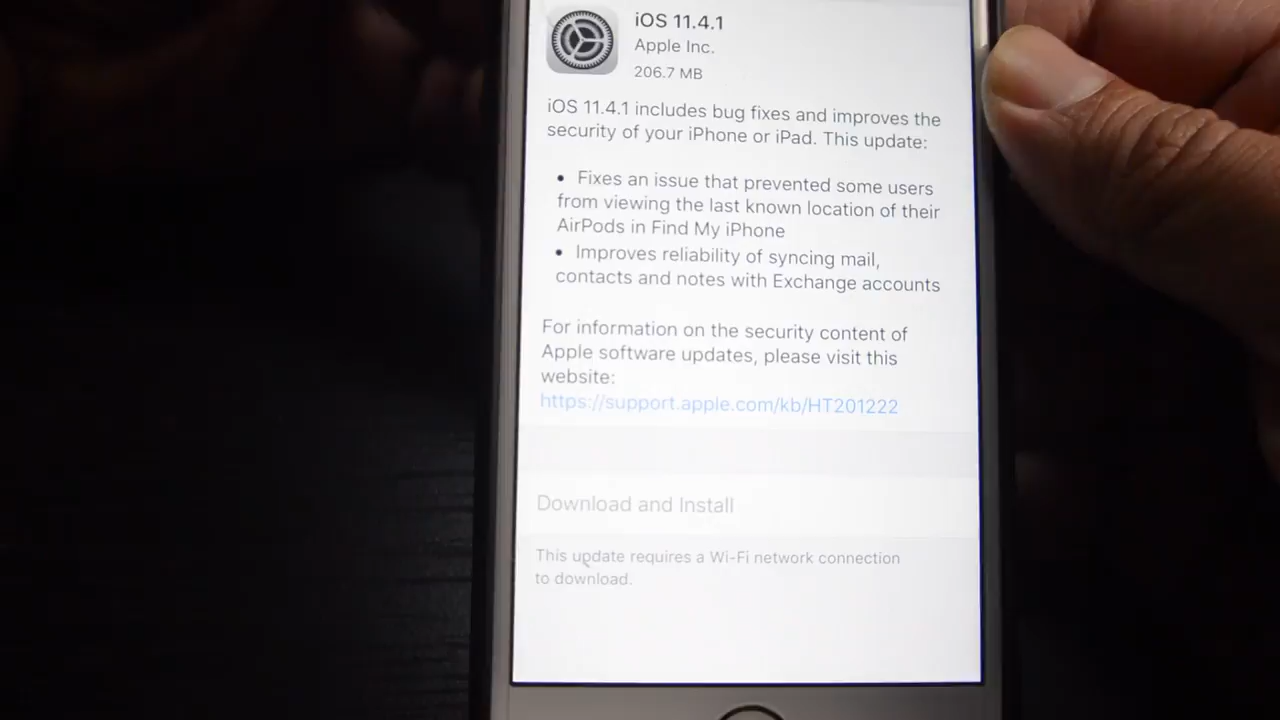 iOS 11.4.1
Apple Inc.
206.7 MB
iOS 11.4.1 includes bug fixes and improves the
security of your iPhone or iPad. This update:
• Fixes an issue that prevented some users
from viewing the last known location of their
AirPods in Find My iPhone
• Improves reliability of syncing mail,
contacts and notes with Exchange accounts
For information on the security content of
Apple software updates, please visit this
website:
https://support.apple.com/kb/HT201222
Download and Install
This update requires a Wi-Fi network connection
to download.